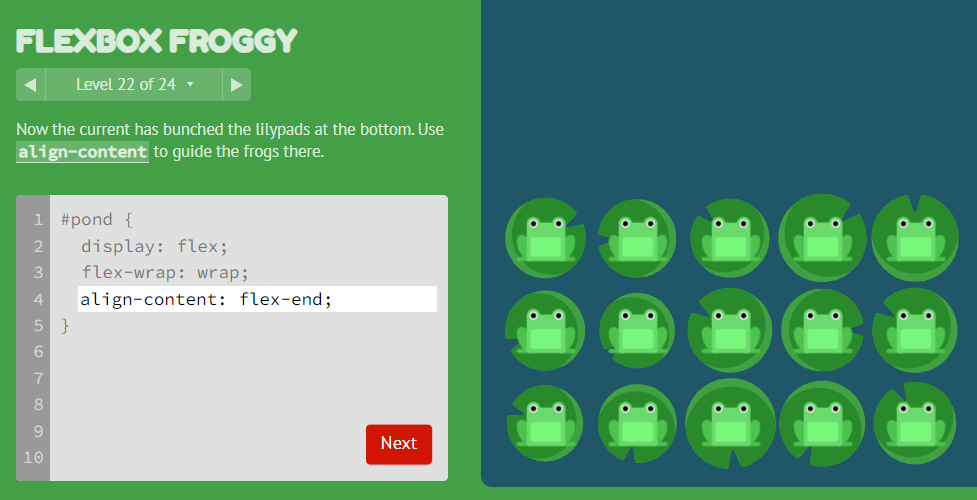 FLEXBOX FROGGY
Level 22 of 24
Now the current has bunched the lilypads at the bottom. Use
align-content to guide the frogs there.
1 #pond {
2 display: flex;
3 flex-wrap: wrap;
4 align-content: flex-end;
5 }
6
7
8
9
10
Next